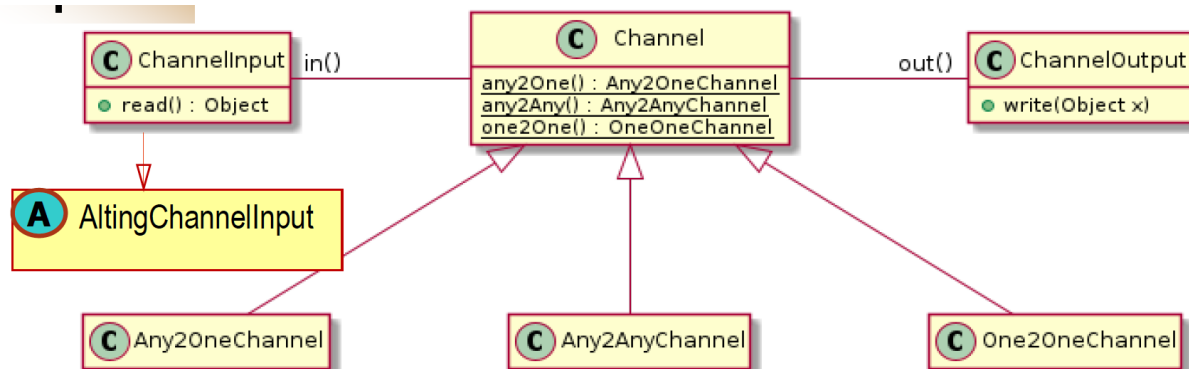 C ChannelInput
read() : Object
in()
C Channel
any2One() : Any2OneChannel
any2Any() : Any2AnyChannel
one2One() : OneOneChannel
out()
C ChannelOutput
write(Object x)
A AltingChannelInput
C Any2OneChannel
C Any2AnyChannel
C One2OneChannel